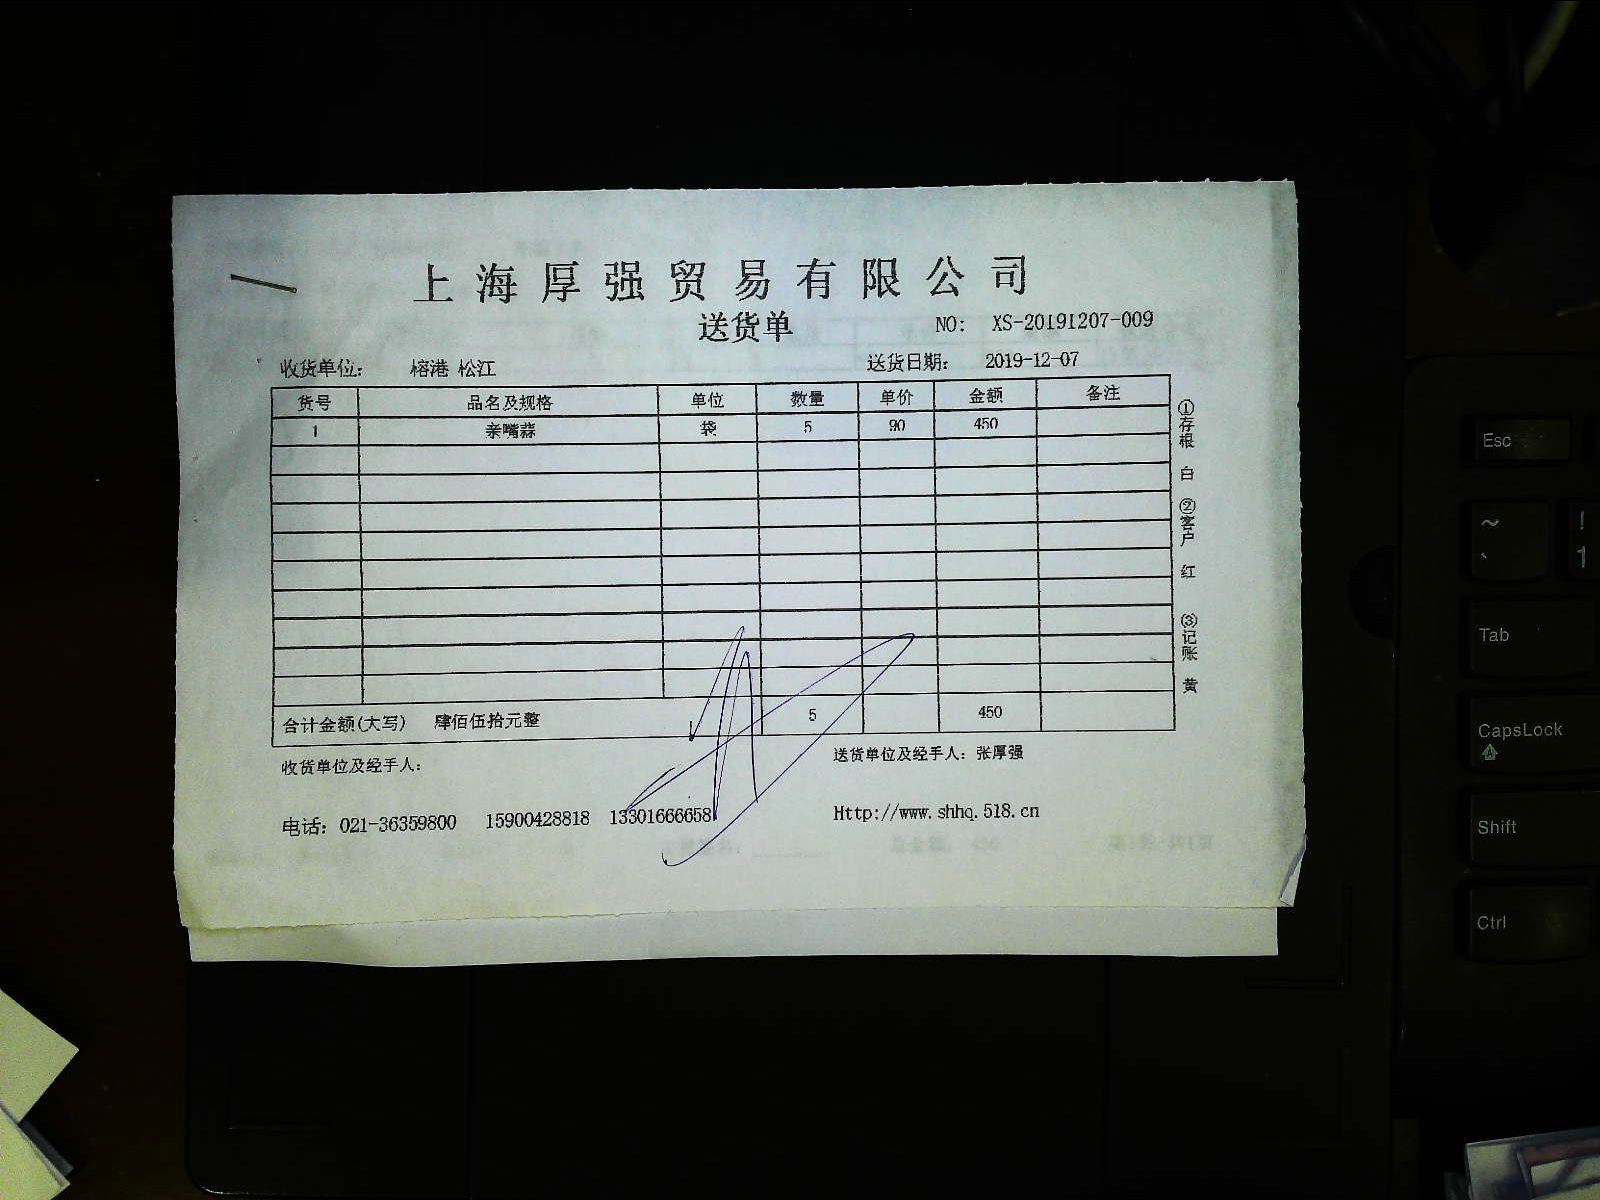 上海厚强贸易有限公司
送货单 NO: XS-20191207-009
收货单位: 榕港 松江 送货日期: 2019-12-07
货号 品名及规格 单位 数量 单价 金额 备注
1 亲嘴蒜 袋 5 90 450
合计金额(大写) 肆佰伍拾元整 5 450
收货单位及经手人: 送货单位及经手人: 张厚强
电话: 021-36359800 15900428818 13301666658 Http://www.shhq.518.cn
①存根 白 ②客户 红 ③记账 黄
Esc
~ !
` 1
Tab
CapsLock
Shift
Ctrl